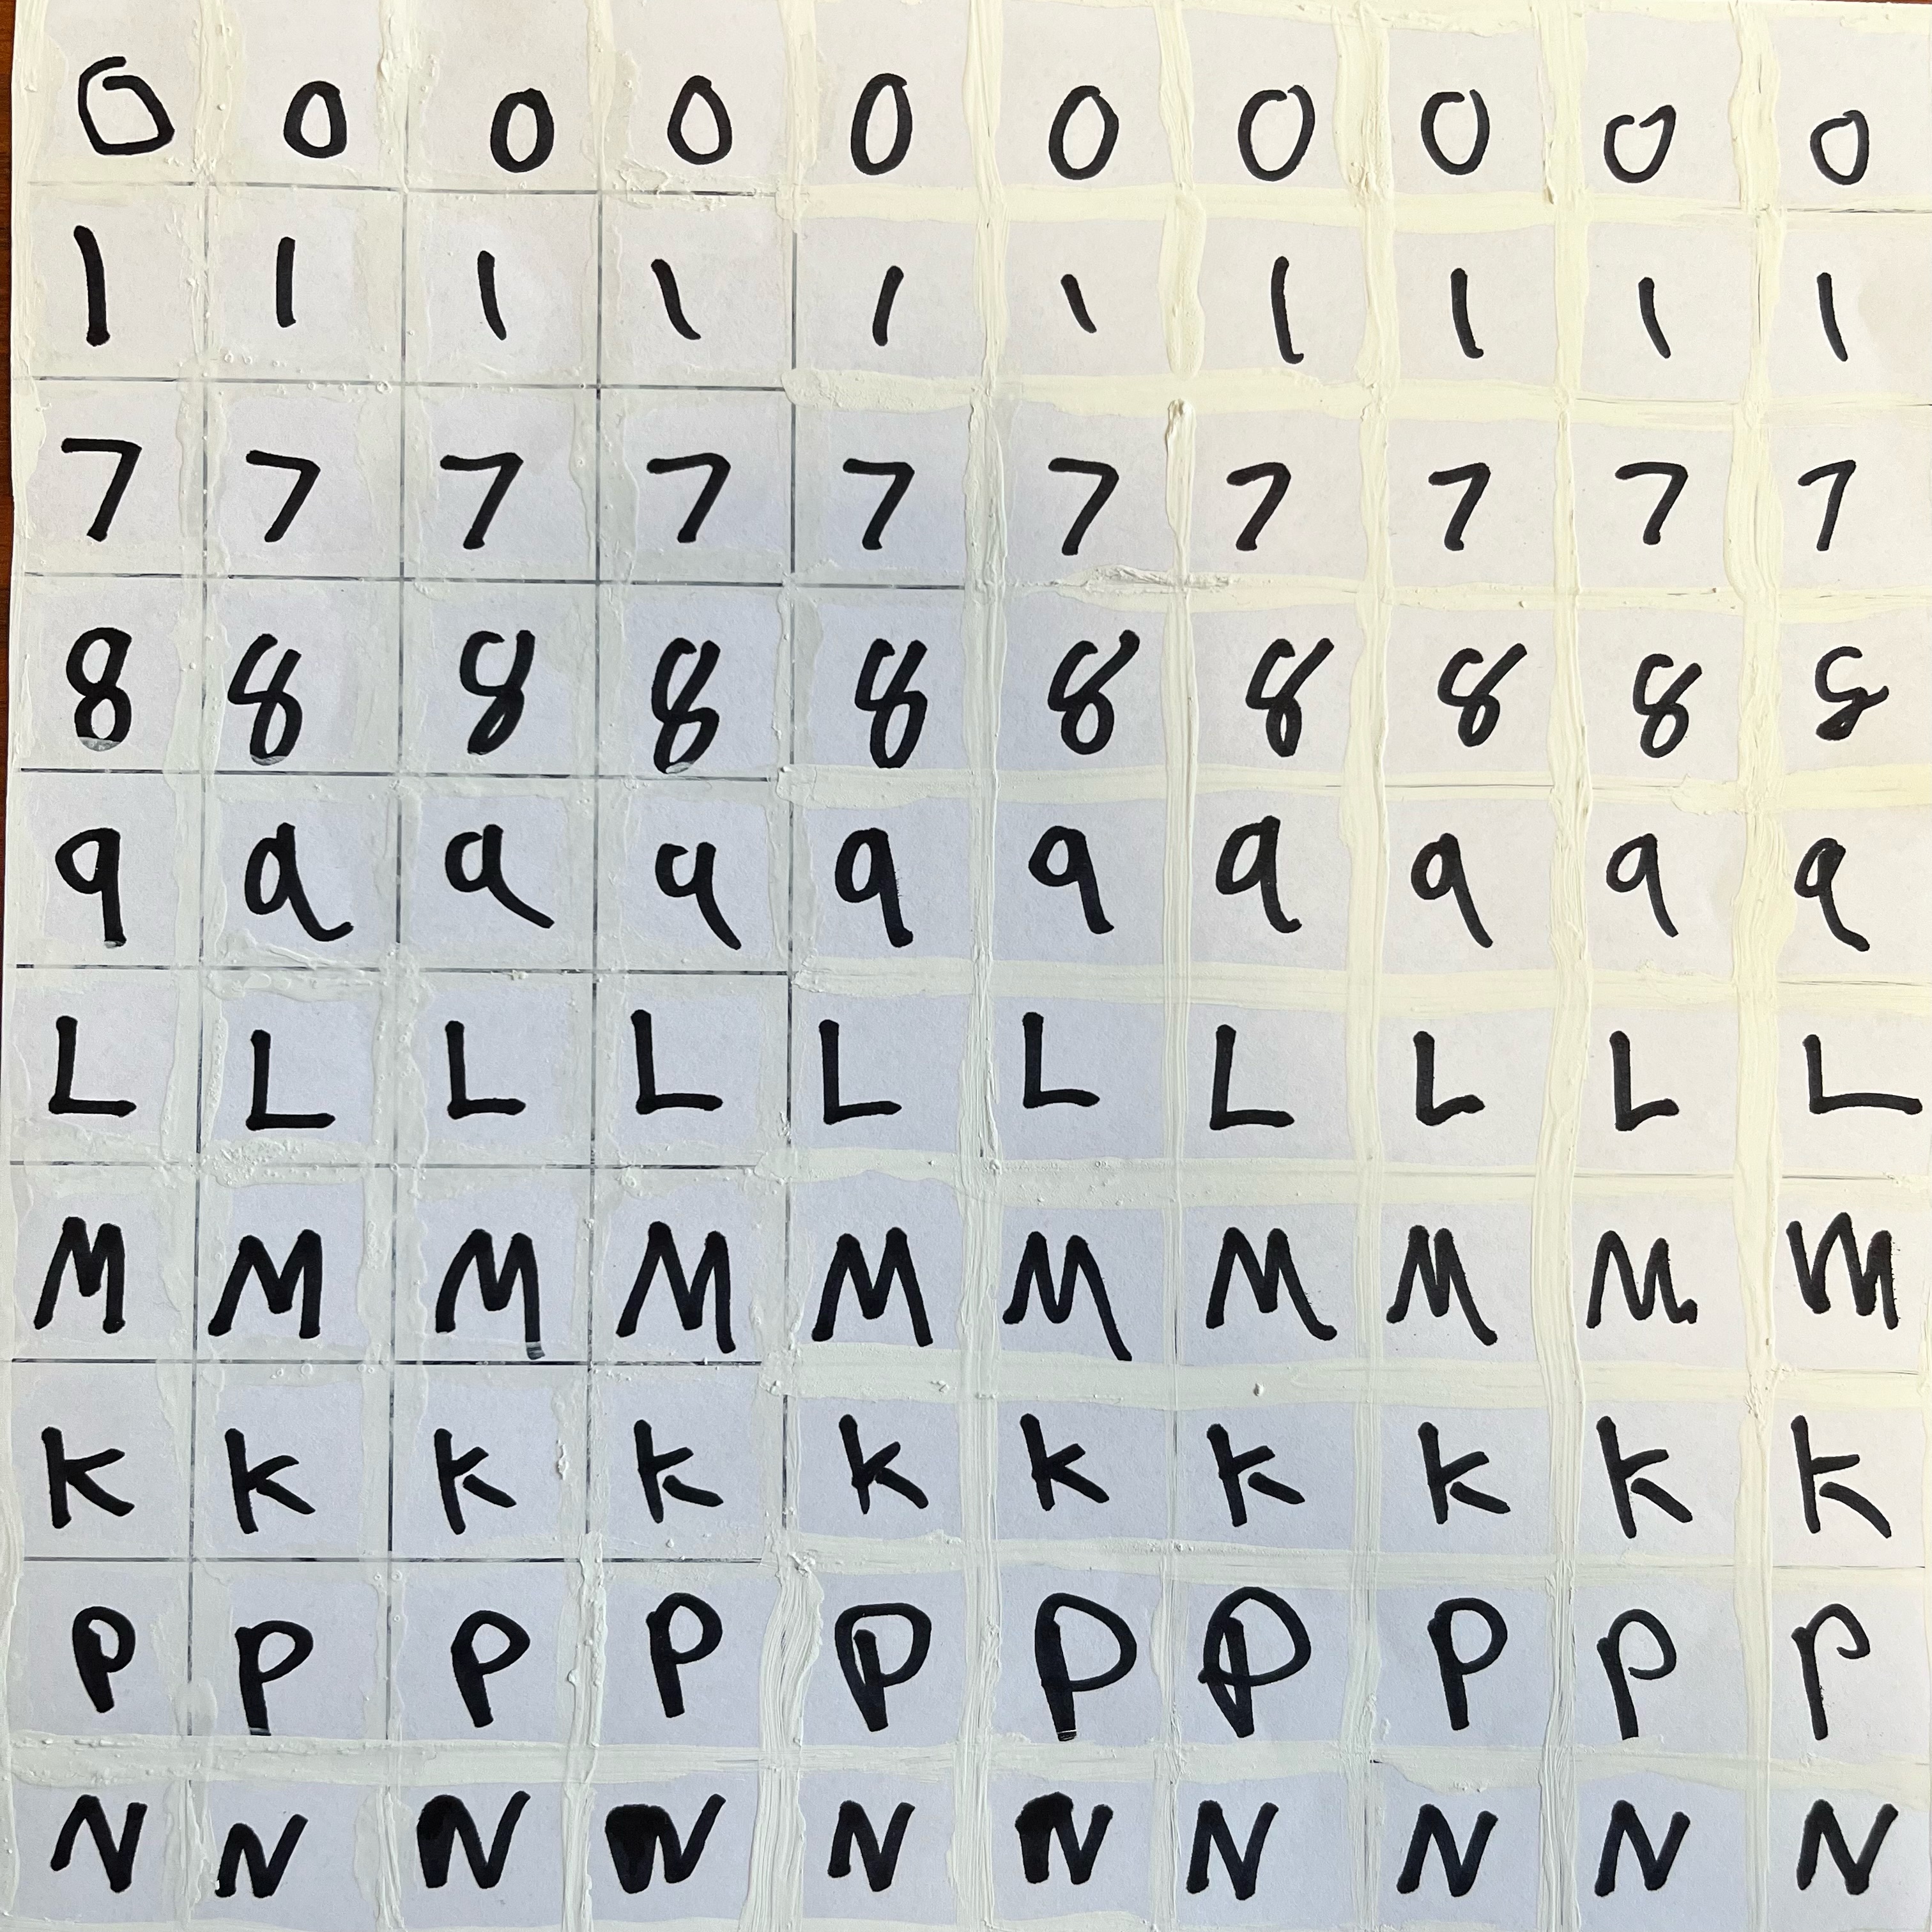 0 0 0 0 0 0 0 0 0 0
1 1 1 1 1 1 1 1 1 1
7 7 7 7 7 7 7 7 7 7
8 8 8 8 8 8 8 8 8 8
9 9 9 9 9 9 9 9 9 9
L L L L L L L L L L
M M M M M M M M M M
K K K K K K K K K K
P P P P P P P P P P
N N N N N N N N N N